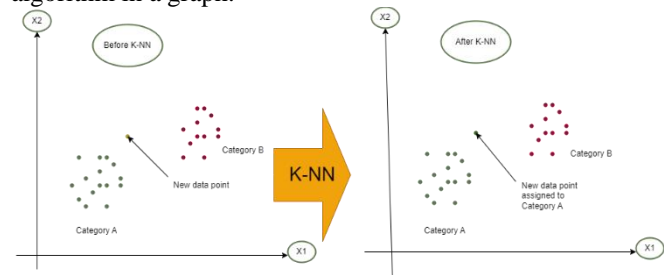 algorithm in a graph.
X2
Before K-NN
Category B
New data point
Category A
X1
K-NN
X2
After K-NN
Category B
New data point
assigned to
Category A
Category A
X1